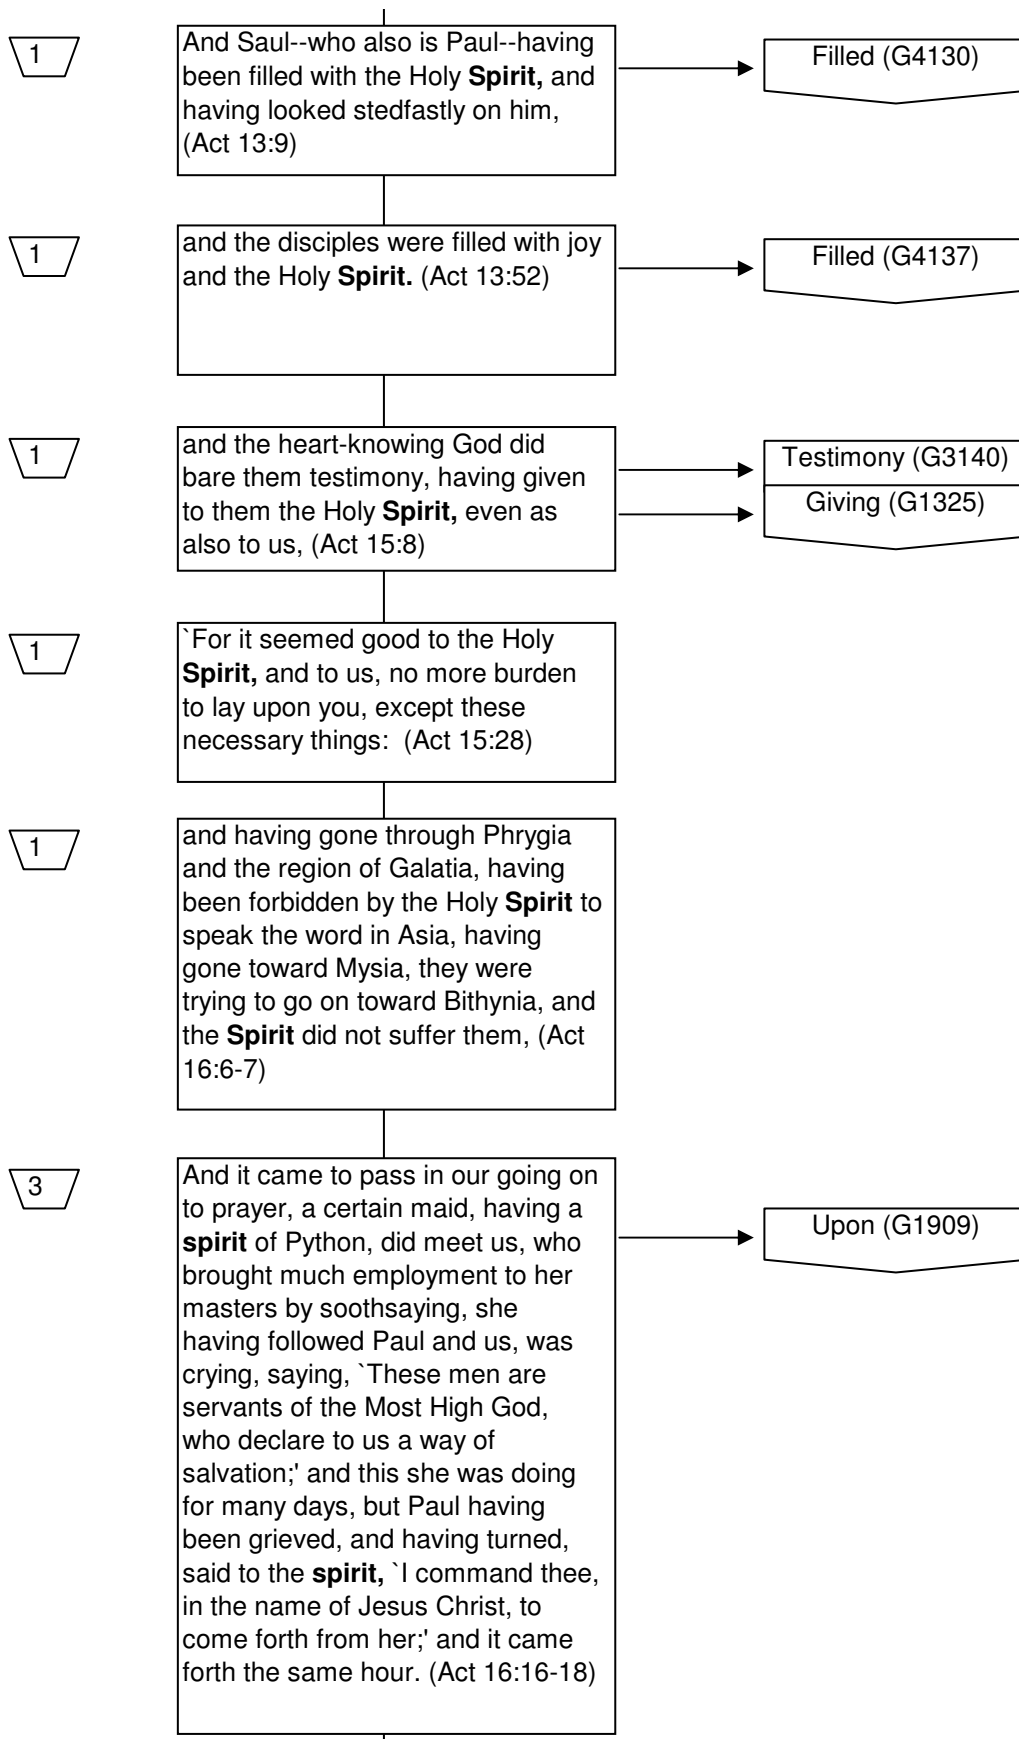 1
And Saul--who also is Paul--having
been filled with the Holy Spirit, and
having looked stedfastly on him,
(Act 13:9)
Filled (G4130)
1
and the disciples were filled with joy
and the Holy Spirit. (Act 13:52)
Filled (G4137)
1
and the heart-knowing God did
bare them testimony, having given
to them the Holy Spirit, even as
also to us, (Act 15:8)
Testimony (G3140)
Giving (G1325)
1
`For it seemed good to the Holy
Spirit, and to us, no more burden
to lay upon you, except these
necessary things:  (Act 15:28)
1
and having gone through Phrygia
and the region of Galatia, having
been forbidden by the Holy Spirit to
speak the word in Asia, having
gone toward Mysia, they were
trying to go on toward Bithynia, and
the Spirit did not suffer them, (Act
16:6-7)
3
And it came to pass in our going on
to prayer, a certain maid, having a
spirit of Python, did meet us, who
brought much employment to her
masters by soothsaying, she
having followed Paul and us, was
crying, saying, `These men are
servants of the Most High God,
who declare to us a way of
salvation;' and this she was doing
for many days, but Paul having
been grieved, and having turned,
said to the spirit, `I command thee,
in the name of Jesus Christ, to
come forth from her;' and it came
forth the same hour. (Act 16:16-18)
Upon (G1909)